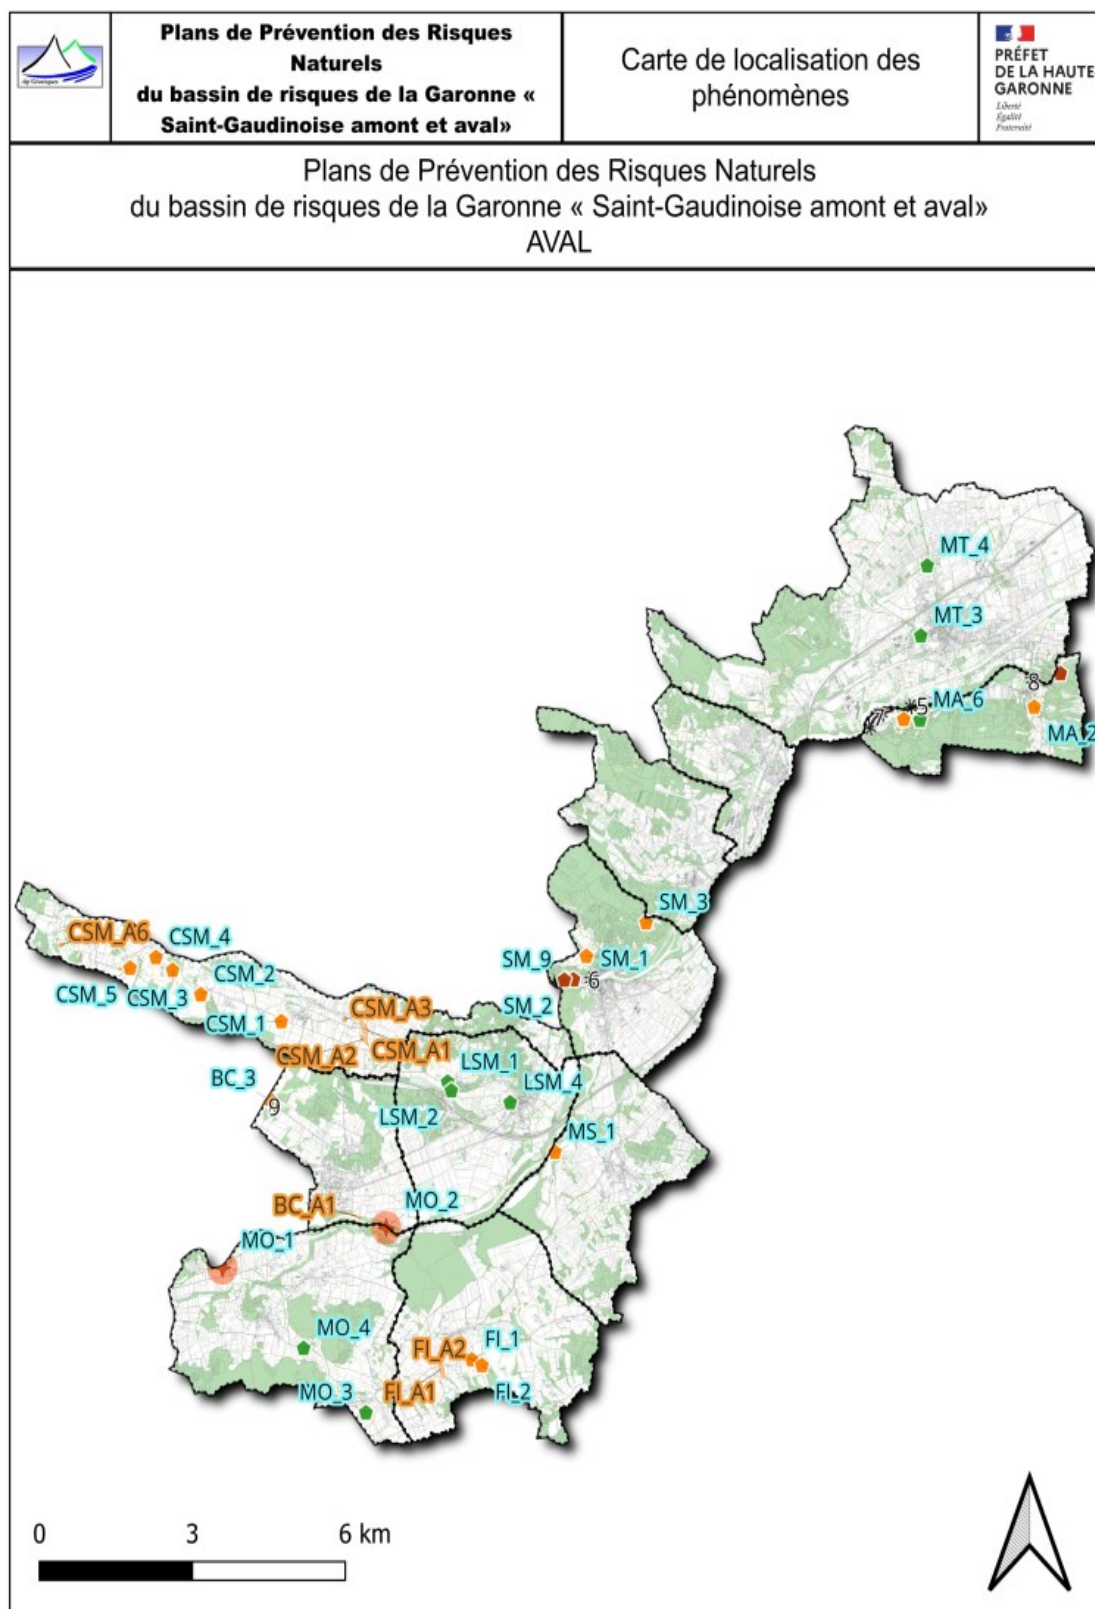 Plans de Prévention des Risques
Naturels
du bassin de risques de la Garonne «
Saint-Gaudinoise amont et aval»
Carte de localisation des
phénomènes
PRÉFET
DE LA HAUTE
GARONNE
Liberté
Égalité
Fraternité
Plans de Prévention des Risques Naturels
du bassin de risques de la Garonne « Saint-Gaudinoise amont et aval»
AVAL
MT_4
MT_3
8
MA_6
5
7
MA_2
SM_3
CSM_A6
CSM_4
SM_9
SM_1
CSM_2
6
CSM_5
CSM_3
SM_2
CSM_A3
CSM_1
CSM_A2
CSM_A1
LSM_1
BC_3
LSM_4
9
LSM_2
MS_1
BC_A1
MO_2
MO_1
MO_4
FI_A2
FI_1
MO_3
FI_A1
FI_2
0
3
6 km